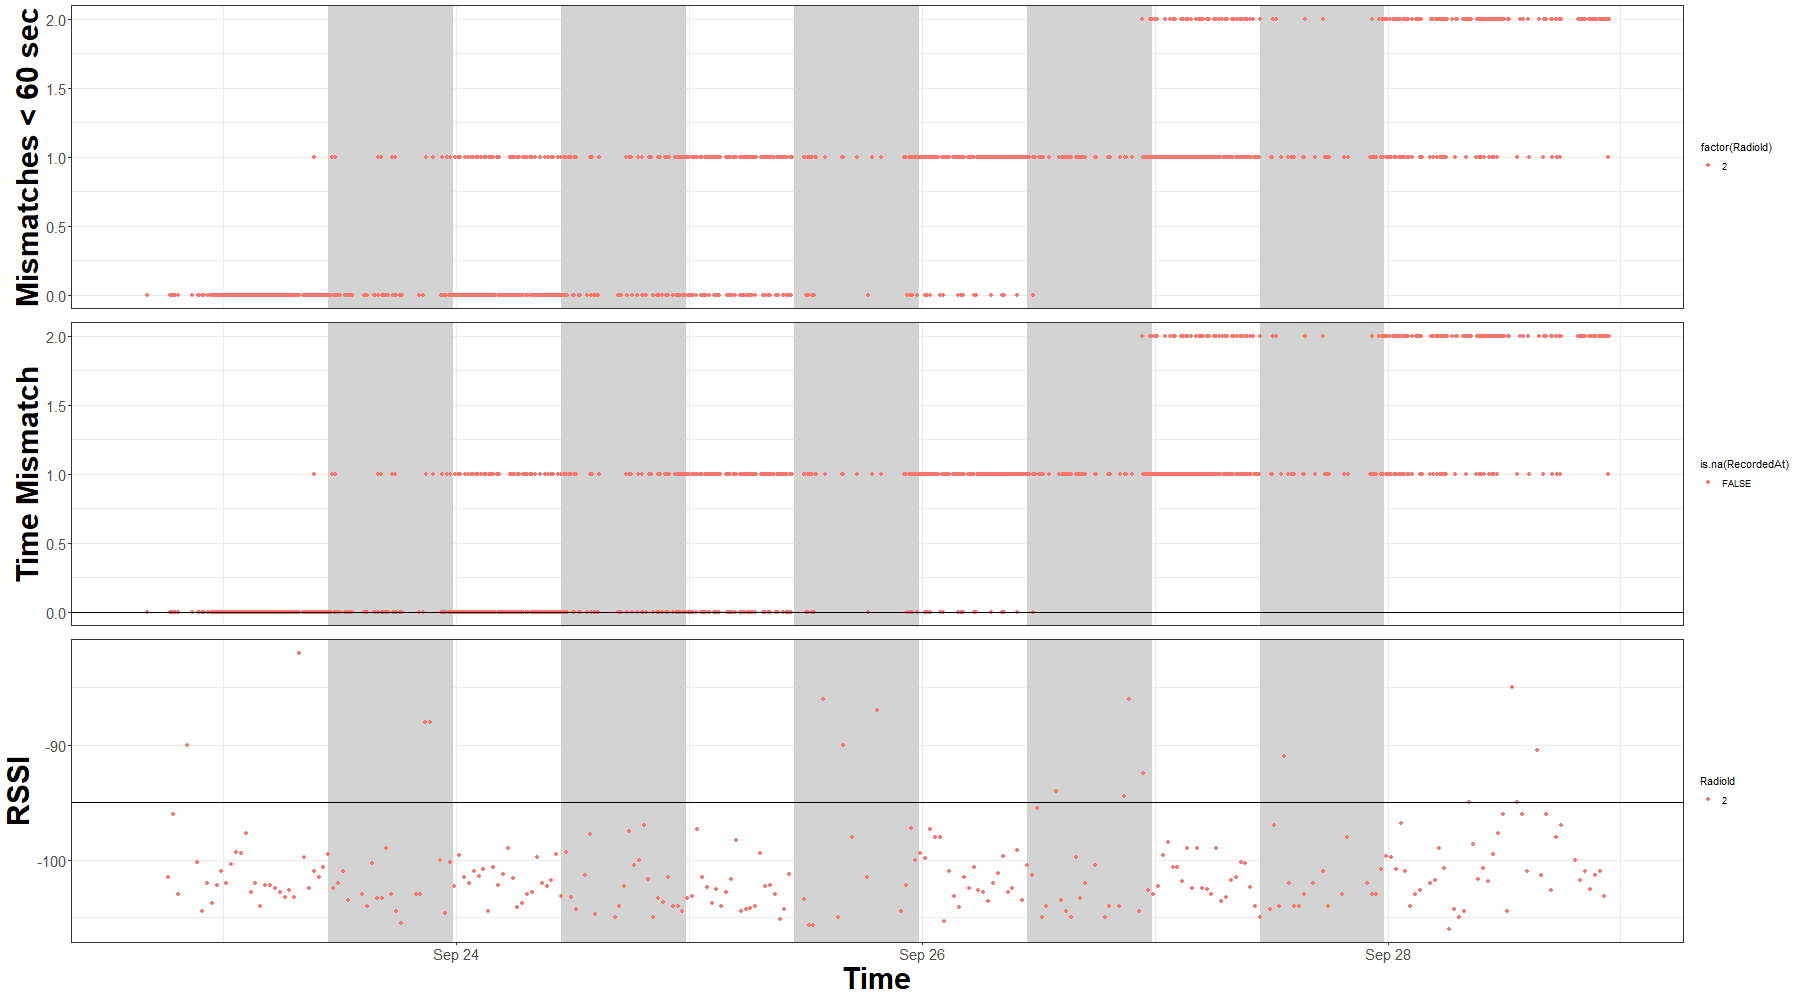 Mismatches < 60 sec
2.0
1.5
1.0
0.5
0.0
factor(RadioId)
2
Time Mismatch
2.0
1.5
1.0
0.5
0.0
is.na(RecordedAt)
FALSE
RSSI
-90
-100
RadioId
2
Sep 24
Sep 26
Sep 28
Time